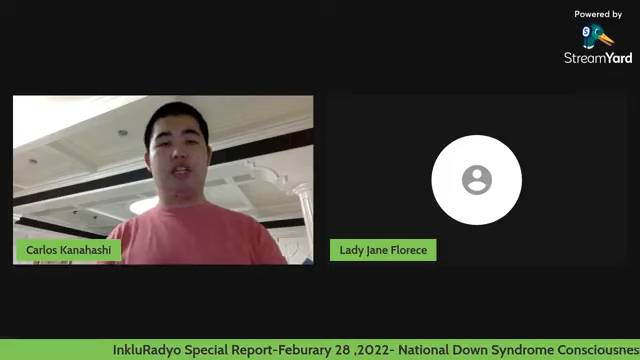 Powered by
StreamYard
Carlos Kanahashi
Lady Jane Florece
InkluRadyo Special Report-Feburary 28 ,2022- National Down Syndrome Consciousnes